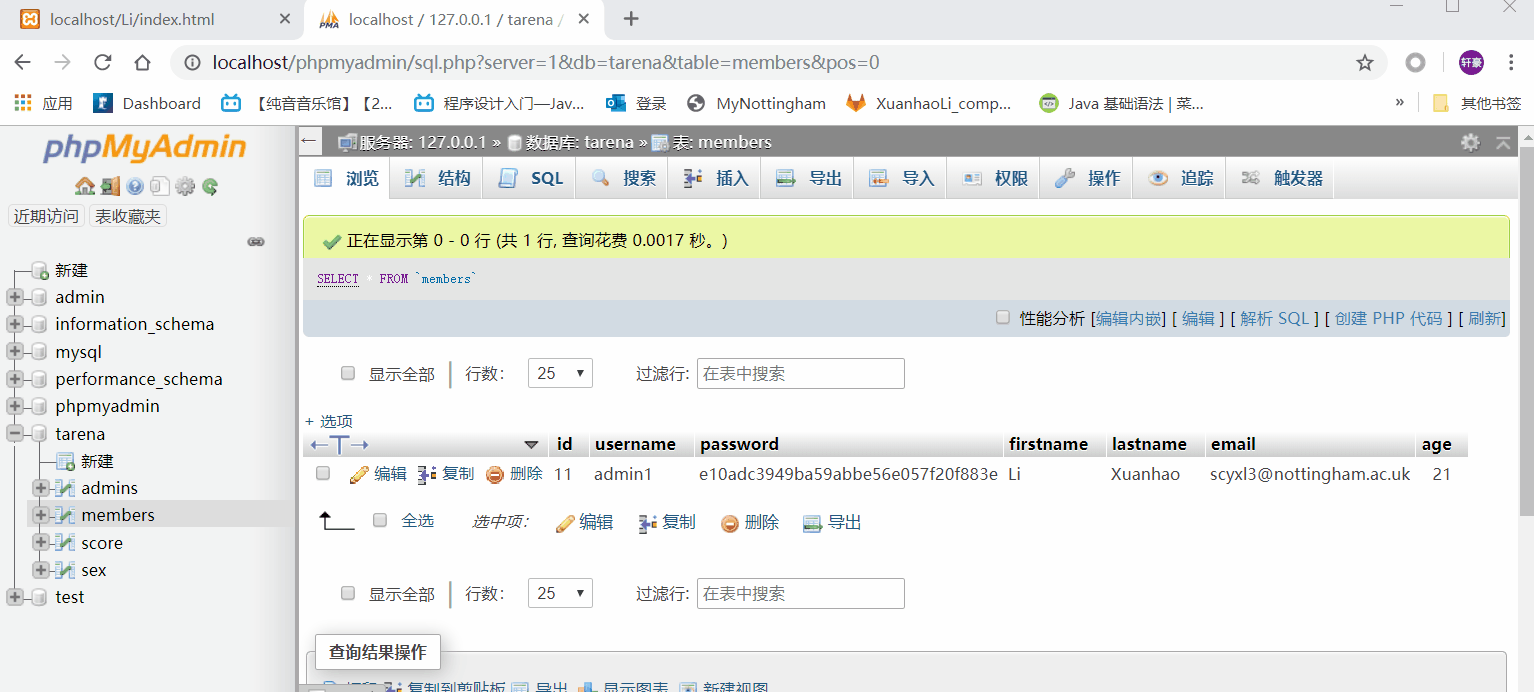 localhost/Li/index.html
localhost / 127.0.0.1 / tarena /
localhost/phpmyadmin/sql.php?server=1&db=tarena&table=members&pos=0
轩豪
应用 Dashboard 【纯音音乐馆】【2... 程序设计入门—Jav... 登录 MyNottingham XuanhaoLi_comp... Java 基础语法 | 菜... » 其他书签
phpMyAdmin
近期访问 表收藏夹
新建
admin
information_schema
mysql
performance_schema
phpmyadmin
tarena
新建
admins
members
score
sex
test
服务器: 127.0.0.1 » 数据库: tarena » 表: members
浏览 结构 SQL 搜索 插入 导出 导入 权限 操作 追踪 触发器
正在显示第 0 - 0 行 (共 1 行, 查询花费 0.0017 秒。)
SELECT * FROM `members`
性能分析 [编辑内嵌] [ 编辑 ] [ 解析 SQL ] [ 创建 PHP 代码 ] [ 刷新]
显示全部 行数: 25 过滤行: 在表中搜索
+ 选项
←T→ id username password firstname lastname email age
编辑 复制 删除 11 admin1 e10adc3949ba59abbe56e057f20f883e Li Xuanhao scyxl3@nottingham.ac.uk 21
全选 选中项: 编辑 复制 删除 导出
显示全部 行数: 25 过滤行: 在表中搜索
查询结果操作
复制到剪贴板 导出 显示图表 新建视图